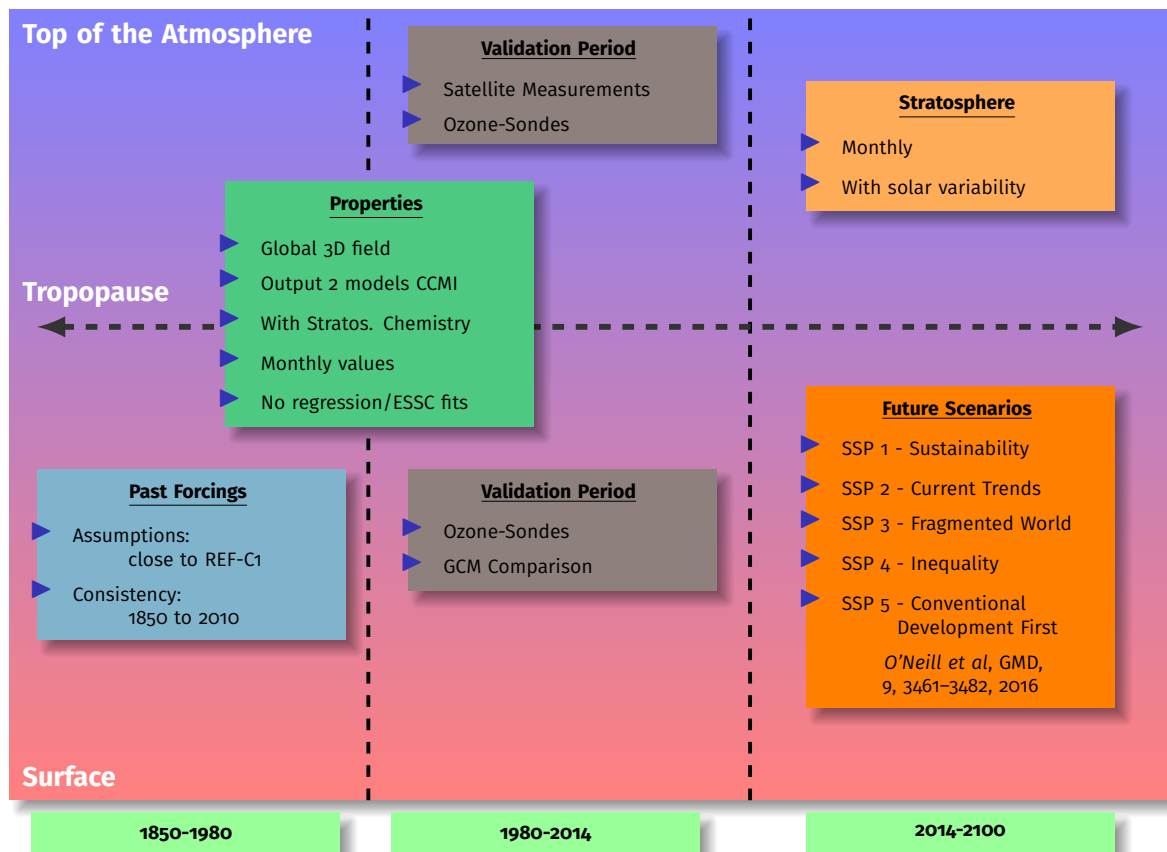 Top of the Atmosphere
Validation Period
Satellite Measurements
Ozone-Sondes
Stratosphere
Monthly
With solar variability
Properties
Global 3D field
Output 2 models CCMI
With Stratos. Chemistry
Monthly values
No regression/ESSC fits
Tropopause
Past Forcings
Assumptions:
close to REF-C1
Consistency:
1850 to 2010
Validation Period
Ozone-Sondes
GCM Comparison
Future Scenarios
SSP 1 - Sustainability
SSP 2 - Current Trends
SSP 3 - Fragmented World
SSP 4 - Inequality
SSP 5 - Conventional
Development First
O'Neill et al, GMD,
9, 3461–3482, 2016
Surface
1850-1980
1980-2014
2014-2100